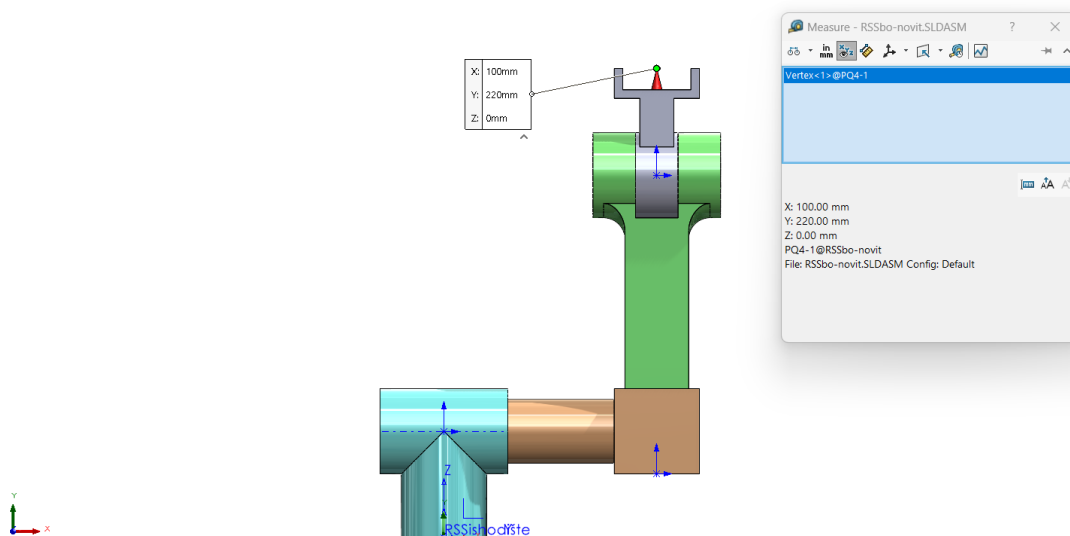 Measure - RSSbo-novit.SLDASM
in
mm
Vertex<1>@PQ4-1
X: 100mm
Y: 220mm
Z: 0mm
X: 100.00 mm
Y: 220.00 mm
Z: 0.00 mm
PQ4-1@RSSbo-novit
File: RSSbo-novit.SLDASM Config: Default
Z
Y
X